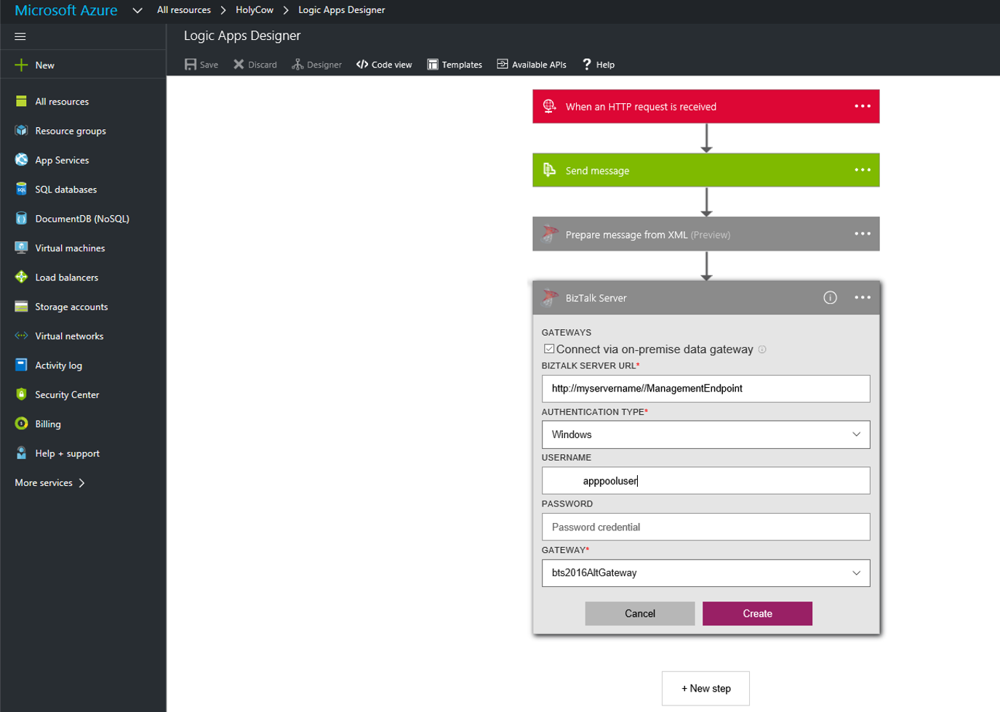 Microsoft Azure All resources HolyCow Logic Apps Designer
Logic Apps Designer
Save Discard Designer Code view Templates Available APIs Help
New
All resources
Resource groups
App Services
SQL databases
DocumentDB (NoSQL)
Virtual machines
Load balancers
Storage accounts
Virtual networks
Activity log
Security Center
Billing
Help + support
More services
When an HTTP request is received
Send message
Prepare message from XML (Preview)
BizTalk Server
GATEWAYS
Connect via on-premise data gateway
BIZTALK SERVER URL*
http://myservername//ManagementEndpoint
AUTHENTICATION TYPE*
Windows
USERNAME
apppooluser
PASSWORD
Password credential
GATEWAY*
bts2016AltGateway
Cancel Create
+ New step